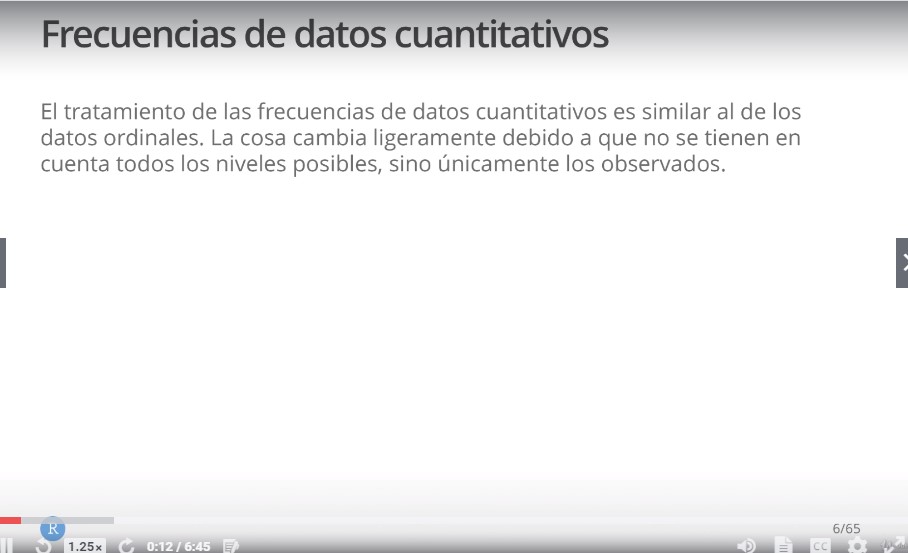 Frecuencias de datos cuantitativos
El tratamiento de las frecuencias de datos cuantitativos es similar al de los
datos ordinales. La cosa cambia ligeramente debido a que no se tienen en
cuenta todos los niveles posibles, sino únicamente los observados.
R
6/65
1.25x
0:12 / 6:45
CC